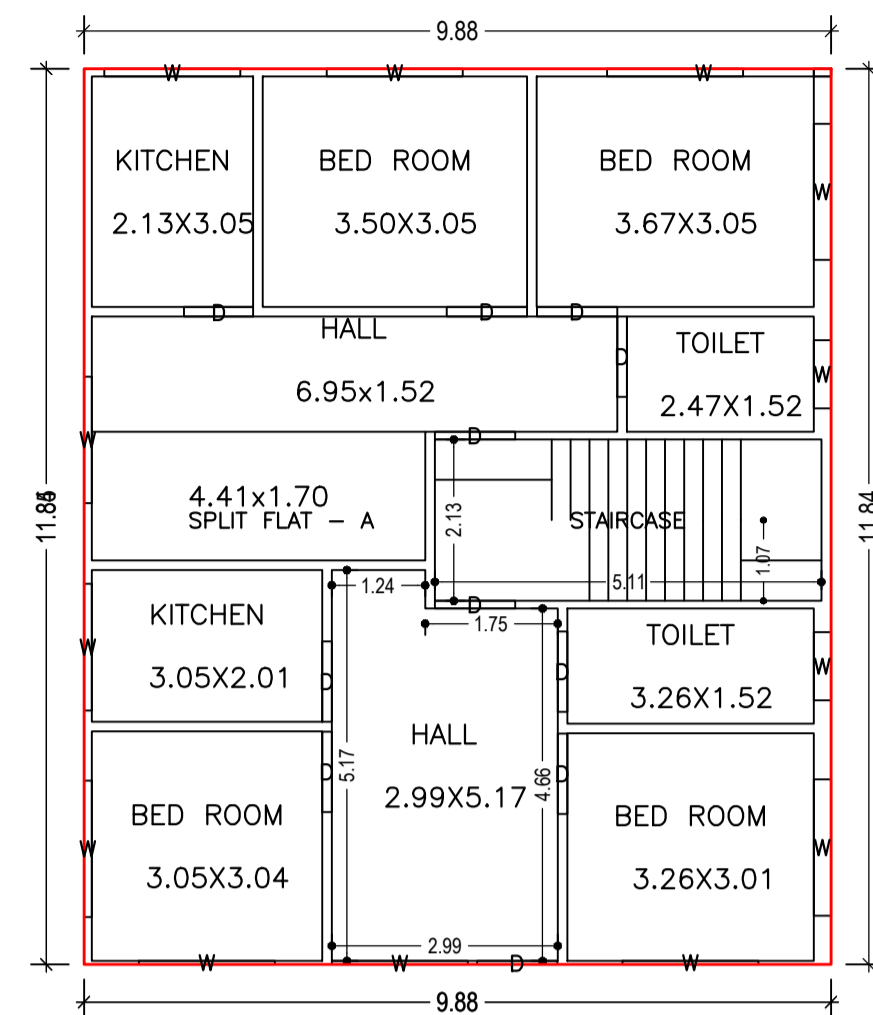 9.88
W W W
KITCHEN BED ROOM BED ROOM
W
2.13X3.05 3.50X3.05 3.67X3.05
D D D
HALL
TOILET
D
W
6.95x1.52
2.47X1.52
D
W
4.41x1.70
SPLIT FLAT - A
2.13
STAIRCASE
11.84
1.07
1.24
5.11
D
KITCHEN
1.75
TOILET
W
W
3.05X2.01
D
D
3.26X1.52
HALL
5.17
4.66
D
D
2.99X5.17
BED ROOM
BED ROOM
W
W
3.05X3.04
3.26X3.01
2.99
W W D W
9.88